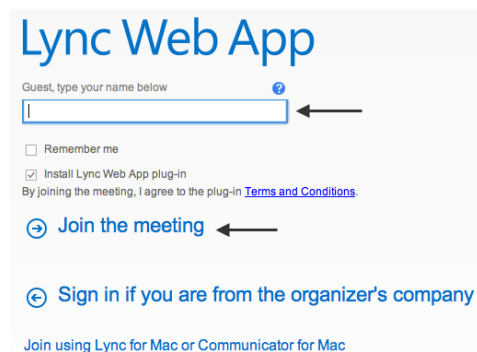 Lync Web App
Guest, type your name below
Remember me
Install Lync Web App plug-in
By joining the meeting, I agree to the plug-in Terms and Conditions.
Join the meeting
Sign in if you are from the organizer's company
Join using Lync for Mac or Communicator for Mac